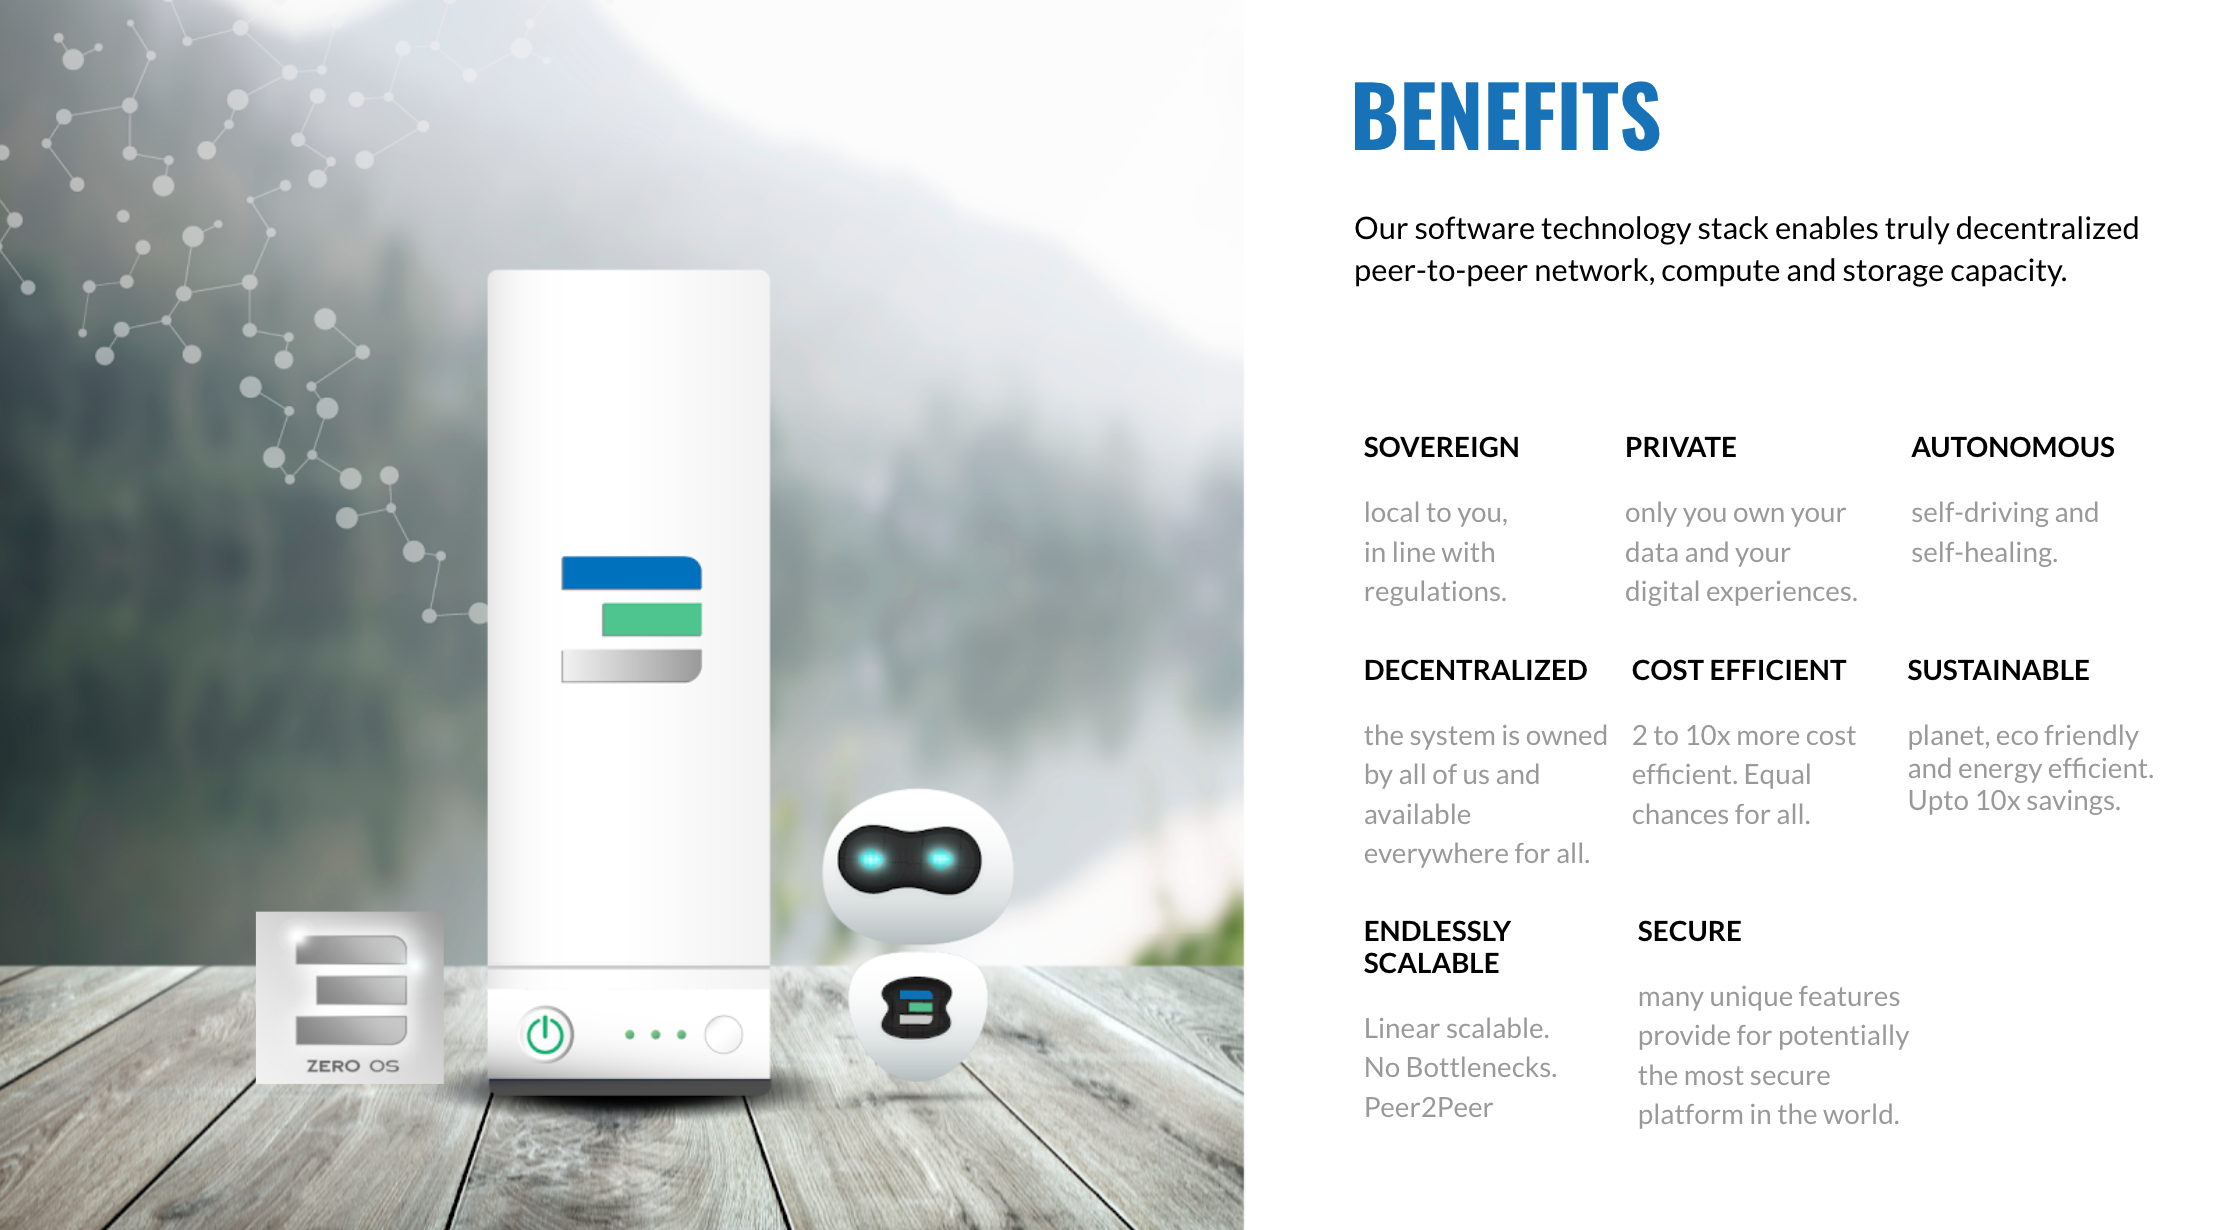 BENEFITS
Our software technology stack enables truly decentralized
peer-to-peer network, compute and storage capacity.
SOVEREIGN
local to you,
in line with
regulations.
PRIVATE
only you own your
data and your
digital experiences.
AUTONOMOUS
self-driving and
self-healing.
DECENTRALIZED
the system is owned
by all of us and
available
everywhere for all.
COST EFFICIENT
2 to 10x more cost
efficient. Equal
chances for all.
SUSTAINABLE
planet, eco friendly
and energy efficient.
Upto 10x savings.
ENDLESSLY
SCALABLE
Linear scalable.
No Bottlenecks.
Peer2Peer
SECURE
many unique features
provide for potentially
the most secure
platform in the world.
ZERO OS